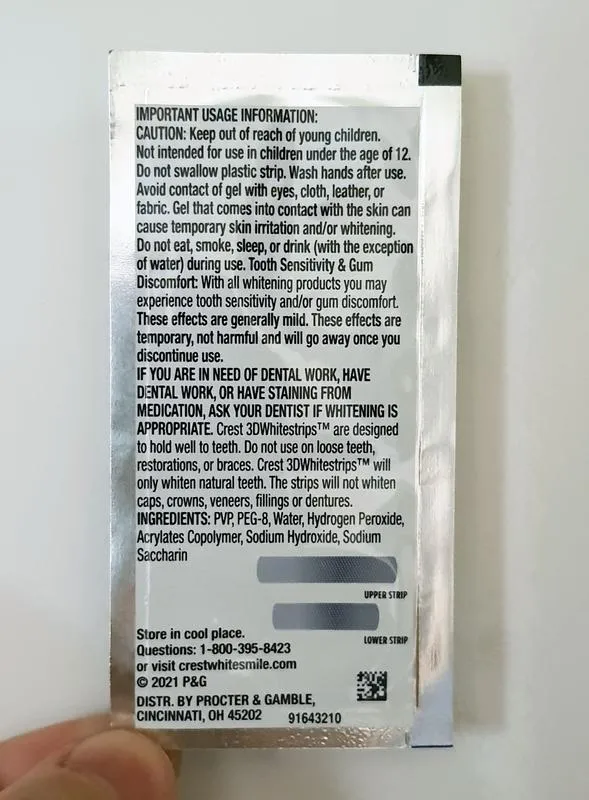 IMPORTANT USAGE INFORMATION:
CAUTION: Keep out of reach of young children.
Not intended for use in children under the age of 12.
Do not swallow plastic strip. Wash hands after use.
Avoid contact of gel with eyes, cloth, leather, or
fabric. Gel that comes into contact with the skin can
cause temporary skin irritation and/or whitening.
Do not eat, smoke, sleep, or drink (with the exception
of water) during use. Tooth Sensitivity & Gum
Discomfort: With all whitening products you may
experience tooth sensitivity and/or gum discomfort.
These effects are generally mild. These effects are
temporary, not harmful and will go away once you
discontinue use.
IF YOU ARE IN NEED OF DENTAL WORK, HAVE
DENTAL WORK, OR HAVE STAINING FROM
MEDICATION, ASK YOUR DENTIST IF WHITENING IS
APPROPRIATE. Crest 3DWhitestrips™ are designed
to hold well to teeth. Do not use on loose teeth,
restorations, or braces. Crest 3DWhitestrips™ will
only whiten natural teeth. The strips will not whiten
caps, crowns, veneers, fillings or dentures.
INGREDIENTS: PVP, PEG-8, Water, Hydrogen Peroxide,
Acrylates Copolymer, Sodium Hydroxide, Sodium
Saccharin
UPPER STRIP
LOWER STRIP
Store in cool place.
Questions: 1-800-395-8423
or visit crestwhitesmile.com
© 2021 P&G
DISTR. BY PROCTER & GAMBLE,
CINCINNATI, OH 45202 91643210